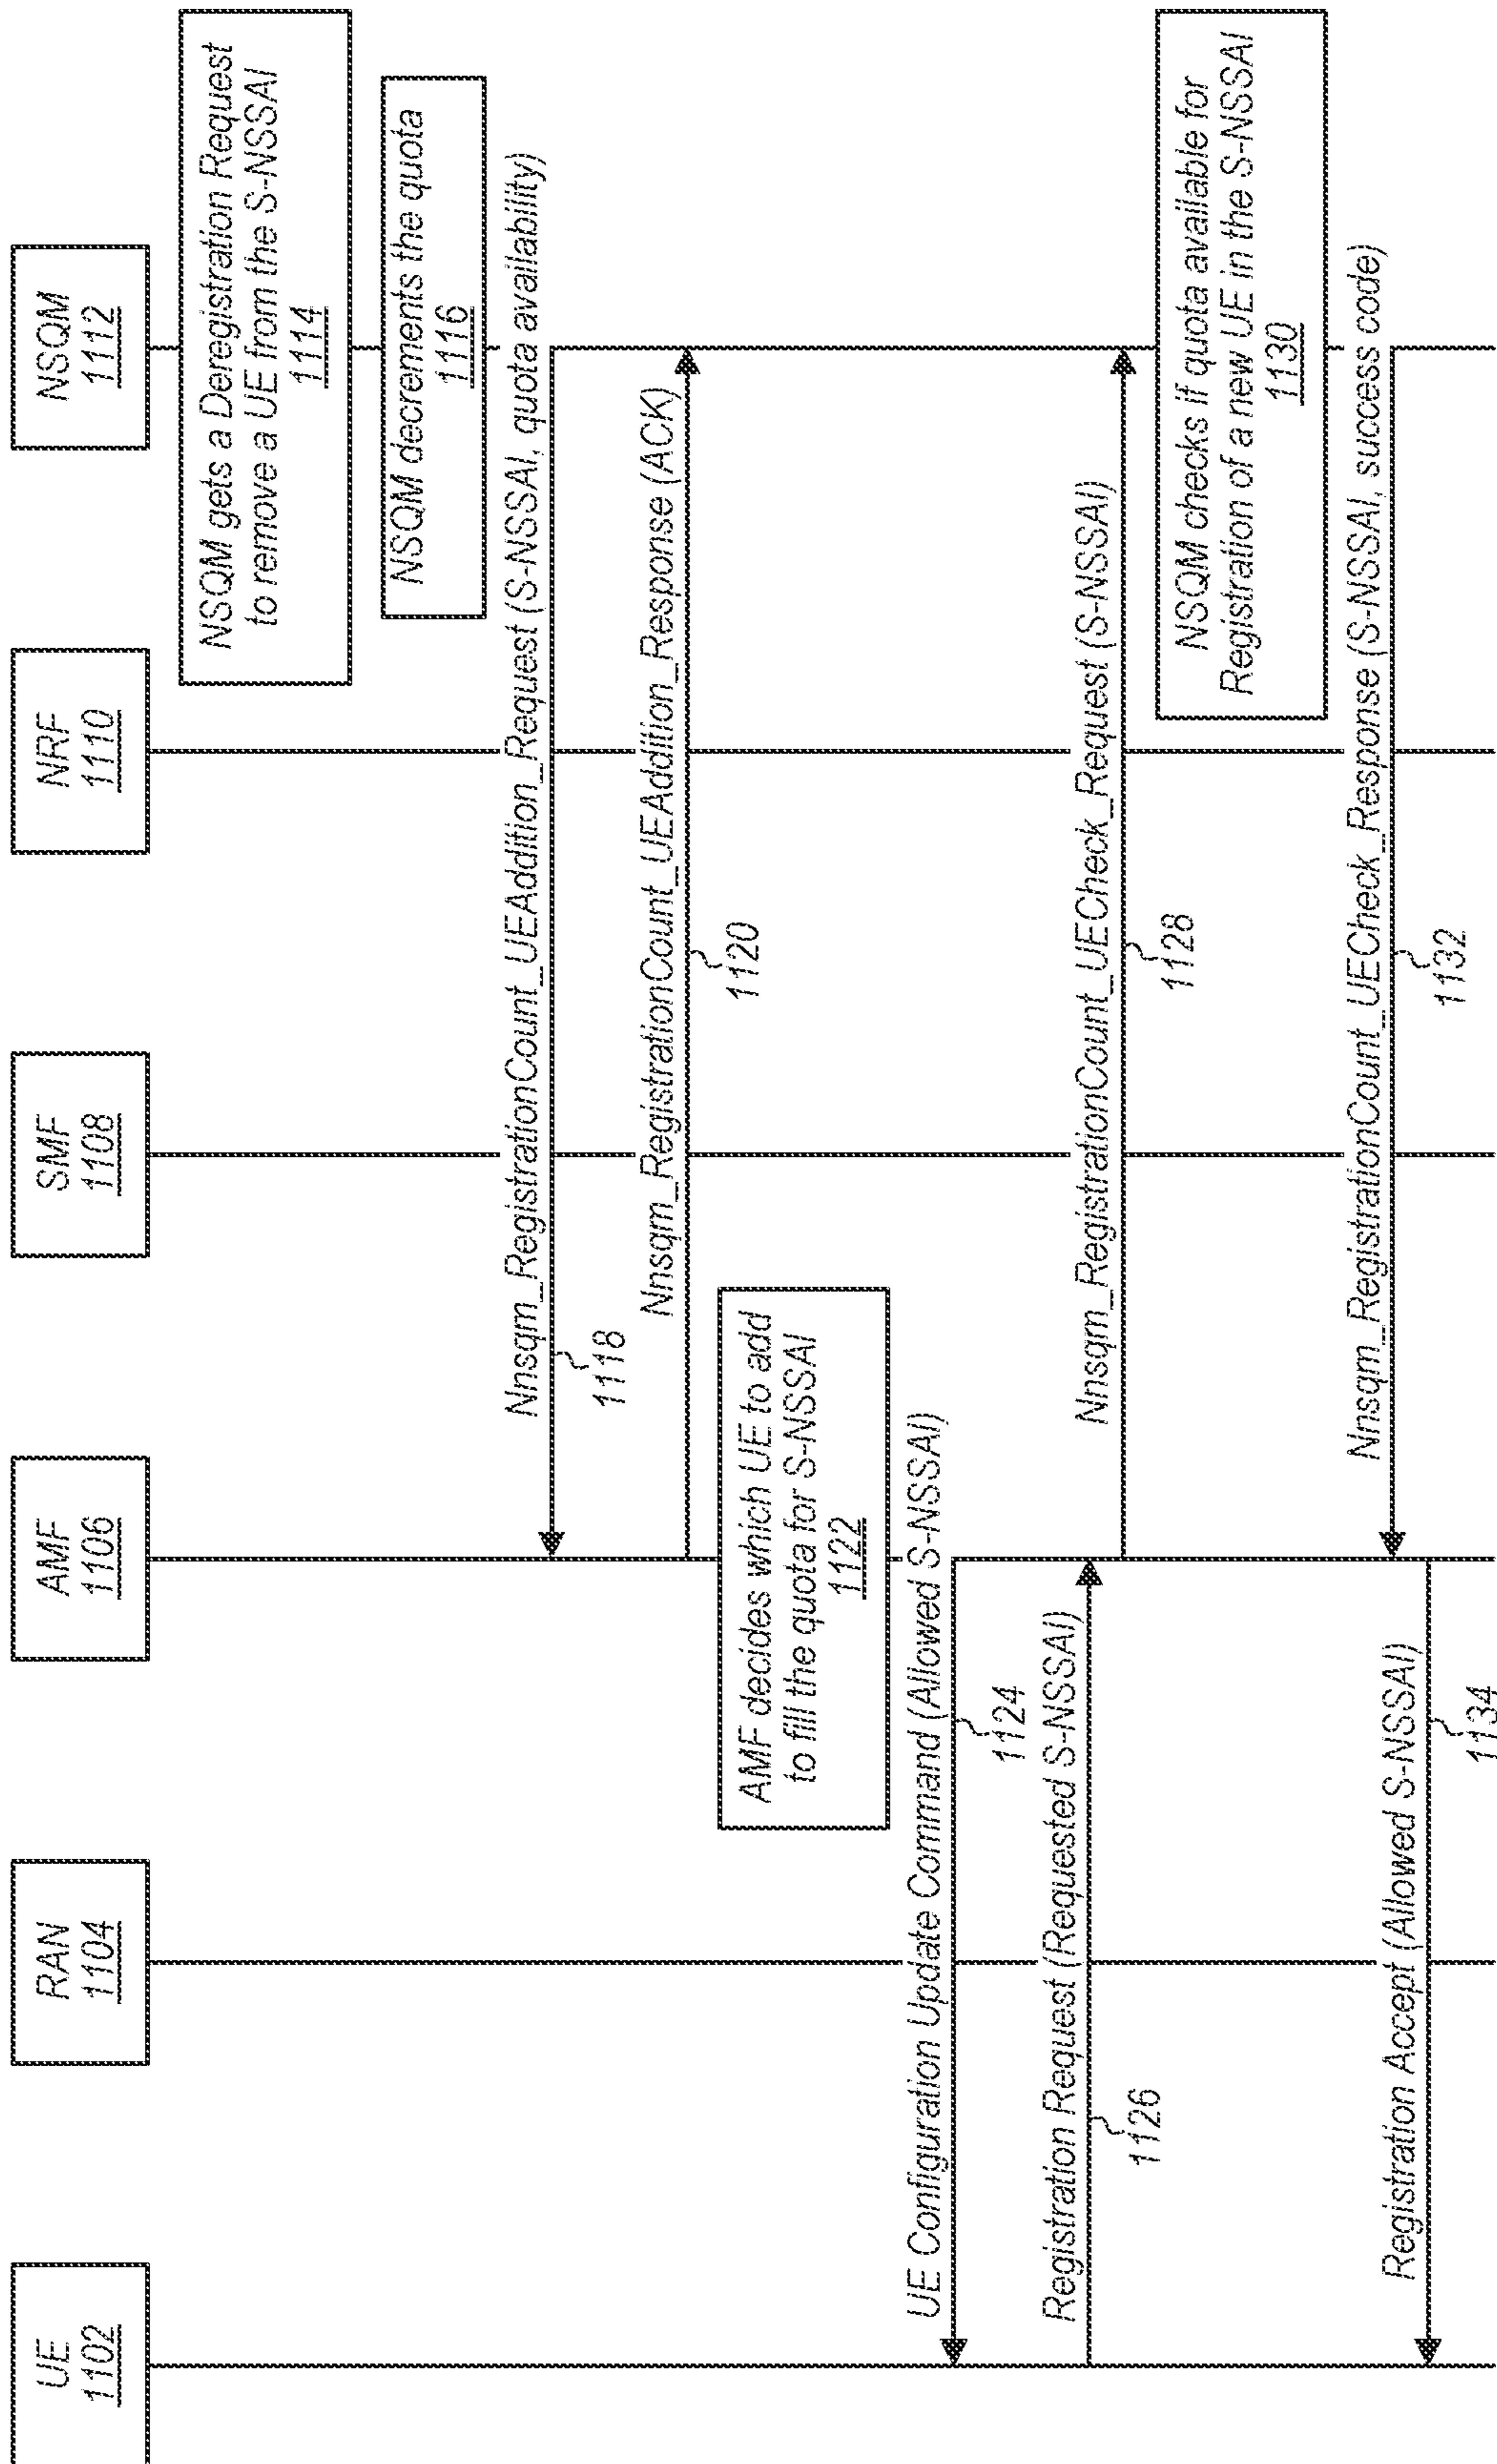 UE
1102
RAN
1104
AMF
1106
SMF
1108
NRF
1110
NSQM
1112
NSQM gets a Deregistration Request
to remove a UE from the S-NSSAI
1114
NSQM decrements the quota
1116
Nnsqm_RegistrationCount_UEAddition_Request (S-NSSAI, quota availability)
1118
Nnsqm_RegistrationCount_UEAddition_Response (ACK)
1120
AMF decides which UE to add
to fill the quota for S-NSSAI
1122
UE Configuration Update Command (Allowed S-NSSAI)
1124
Registration Request (Requested S-NSSAI)
1126
Nnsqm_RegistrationCount_UECheck_Request (S-NSSAI)
1128
NSQM checks if quota available for
Registration of a new UE in the S-NSSAI
1130
Nnsqm_RegistrationCount_UECheck_Response (S-NSSAI, success code)
1132
Registration Accept (Allowed S-NSSAI)
1134